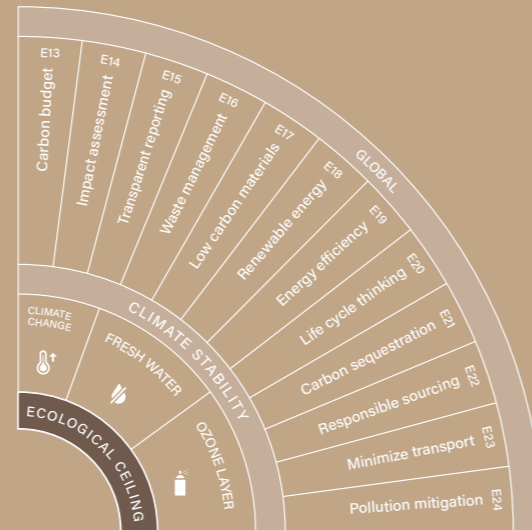 GLOBAL
E13
Carbon budget
E14
Impact assessment
E15
Transparent reporting
E16
Waste management
E17
Low carbon materials
E18
Renewable energy
E19
Energy efficiency
E20
Life cycle thinking
E21
Carbon sequestration
E22
Responsible sourcing
E23
Minimize transport
E24
Pollution mitigation
CLIMATE STABILITY
CLIMATE
CHANGE
FRESH WATER
OZONE LAYER
ECOLOGICAL CEILING